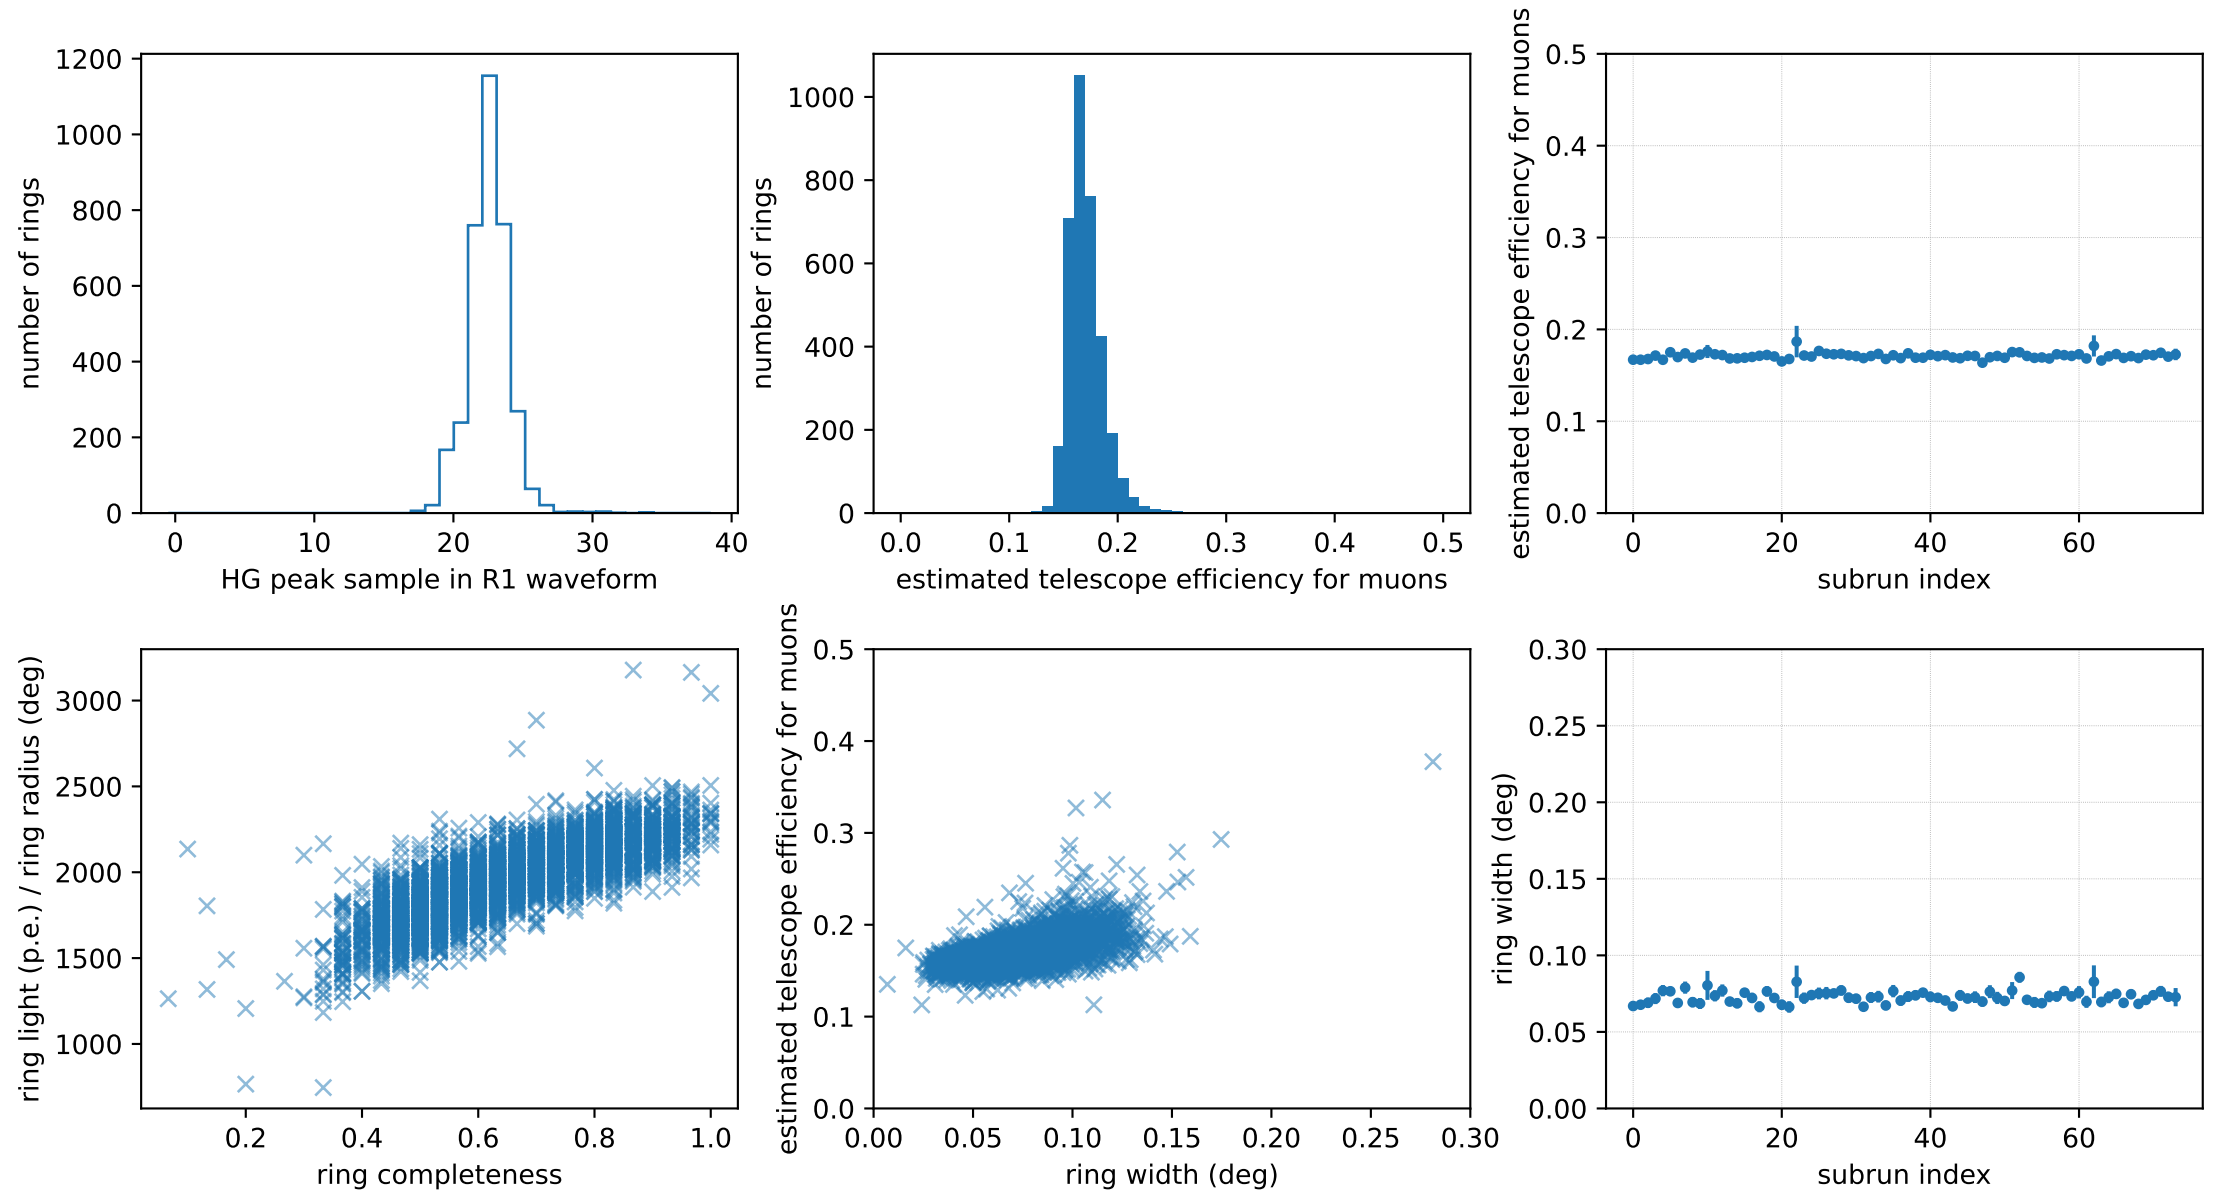 1200
1000
800
600
400
200
0
number of rings
0 10 20 30 40
HG peak sample in R1 waveform
1000
800
600
400
200
0
number of rings
0.0 0.1 0.2 0.3 0.4 0.5
estimated telescope efficiency for muons
0.5
0.4
0.3
0.2
0.1
0.0
estimated telescope efficiency for muons
0 20 40 60
subrun index
3000
2500
2000
1500
1000
ring light (p.e.) / ring radius (deg)
0.2 0.4 0.6 0.8 1.0
ring completeness
0.5
0.4
0.3
0.2
0.1
0.0
estimated telescope efficiency for muons
0.00 0.05 0.10 0.15 0.20 0.25 0.30
ring width (deg)
0.30
0.25
0.20
0.15
0.10
0.05
0.00
ring width (deg)
0 20 40 60
subrun index